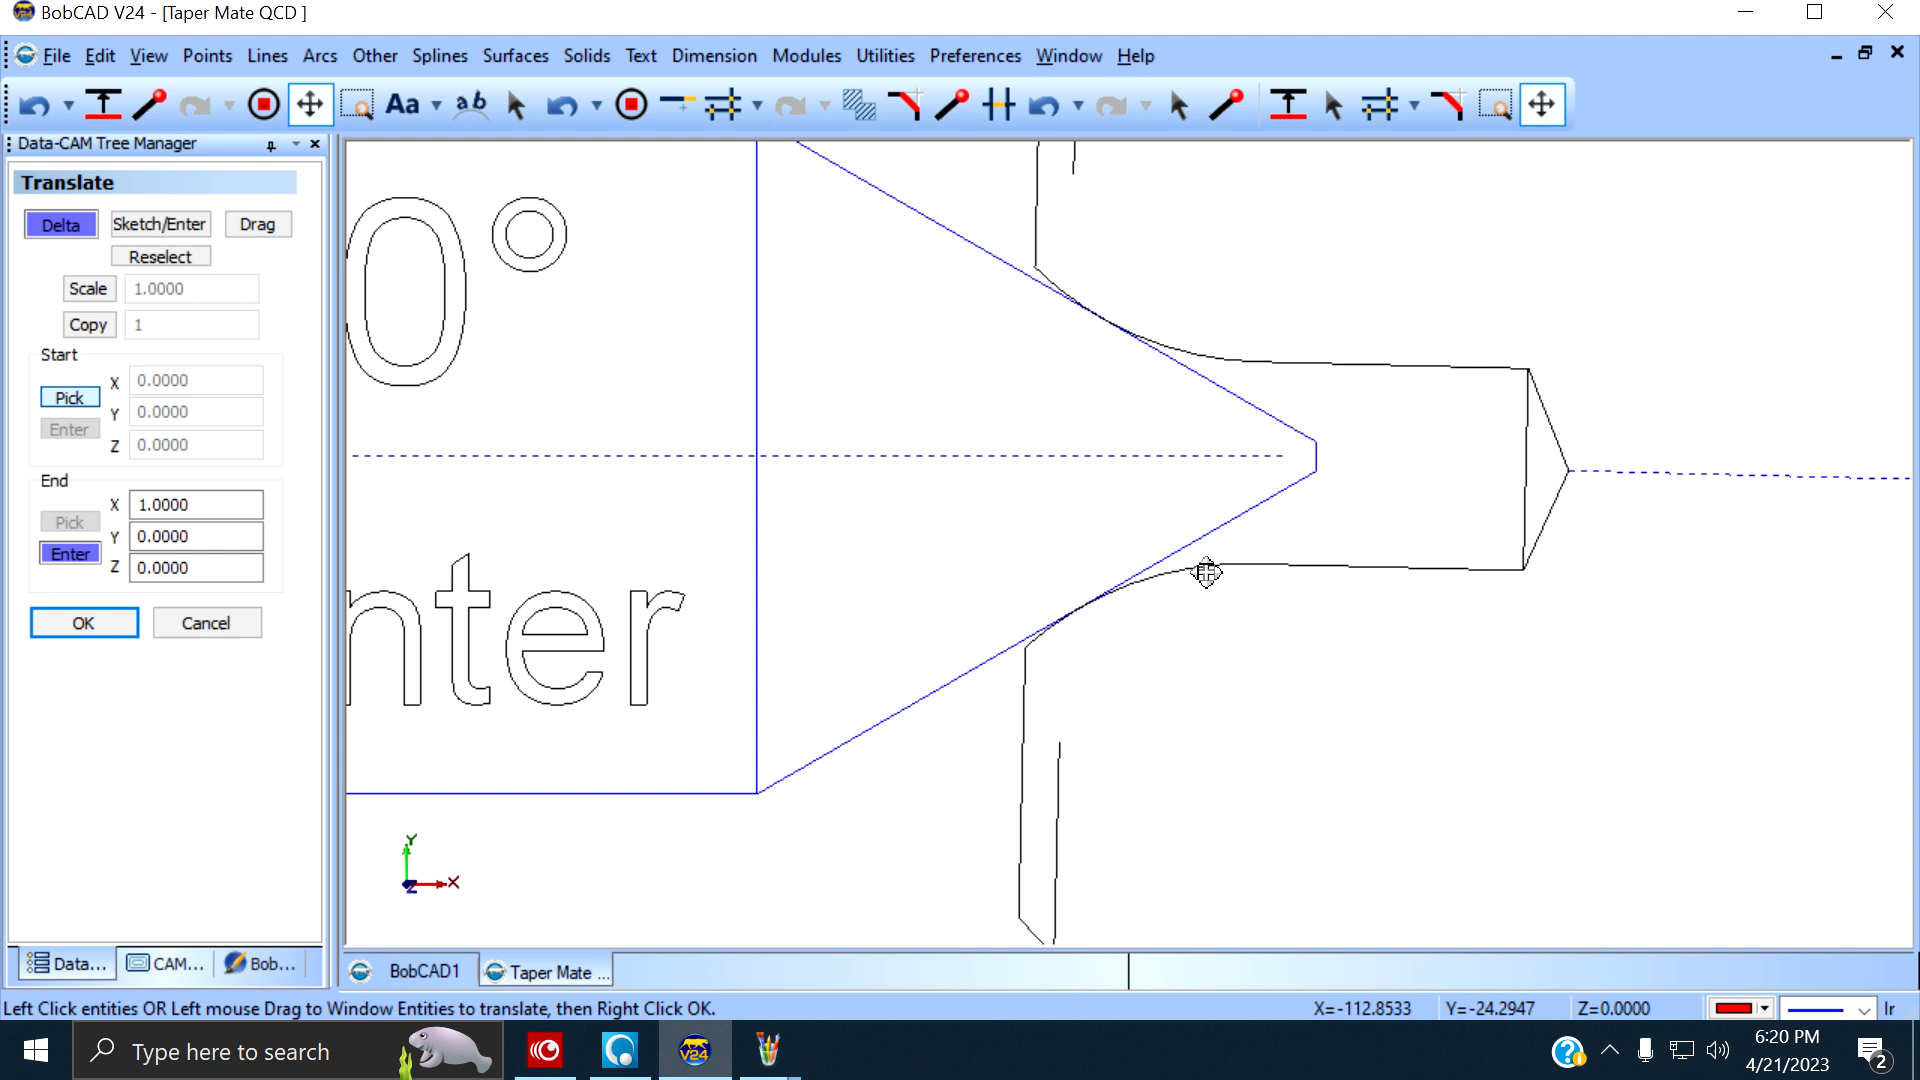 BobCAD V24 - [Taper Mate QCD ]
File Edit View Points Lines Arcs Other Splines Surfaces Solids Text Dimension Modules Utilities Preferences Window Help
Aa ab
Data-CAM Tree Manager
Translate
Delta Sketch/Enter Drag
Reselect
Scale 1.0000
Copy 1
Start
Pick X 0.0000
Y 0.0000
Enter
Z 0.0000
End
X 1.0000
Pick
Y 0.0000
Enter
Z 0.0000
OK Cancel
0°
nter
Y
X
Z
Data... CAM... Bob...
BobCAD1 Taper Mate ...
Left Click entities OR Left mouse Drag to Window Entities to translate, then Right Click OK.
X=-112.8533 Y=-24.2947 Z=0.0000 Ir
Type here to search
V24
6:20 PM
4/21/2023
2